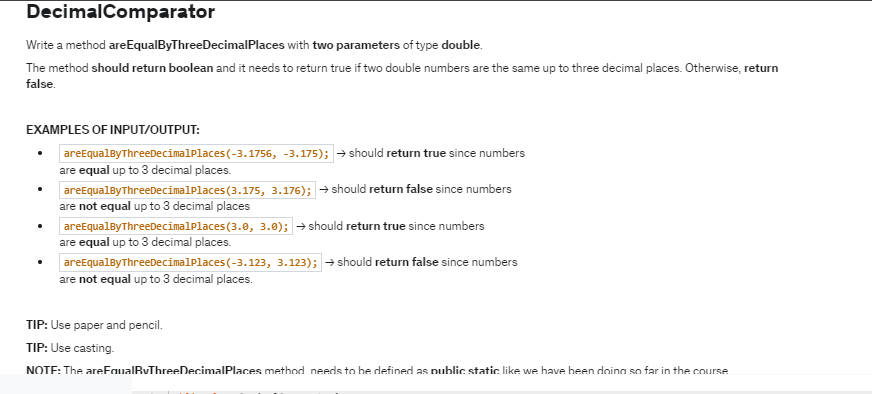 DecimalComparator
Write a method areEqualByThreeDecimalPlaces with two parameters of type double.
The method should return boolean and it needs to return true if two double numbers are the same up to three decimal places. Otherwise, return
false.
EXAMPLES OF INPUT/OUTPUT:
• areEqualByThreeDecimalPlaces(-3.1756, -3.175); → should return true since numbers
are equal up to 3 decimal places.
• areEqualByThreeDecimalPlaces(3.175, 3.176); → should return false since numbers
are not equal up to 3 decimal places
• areEqualByThreeDecimalPlaces(3.0, 3.0); → should return true since numbers
are equal up to 3 decimal places.
• areEqualByThreeDecimalPlaces(-3.123, 3.123); → should return false since numbers
are not equal up to 3 decimal places.
TIP: Use paper and pencil.
TIP: Use casting.
NOTE: The areEqualByThreeDecimalPlaces method needs to be defined as public static like we have been doing so far in the course